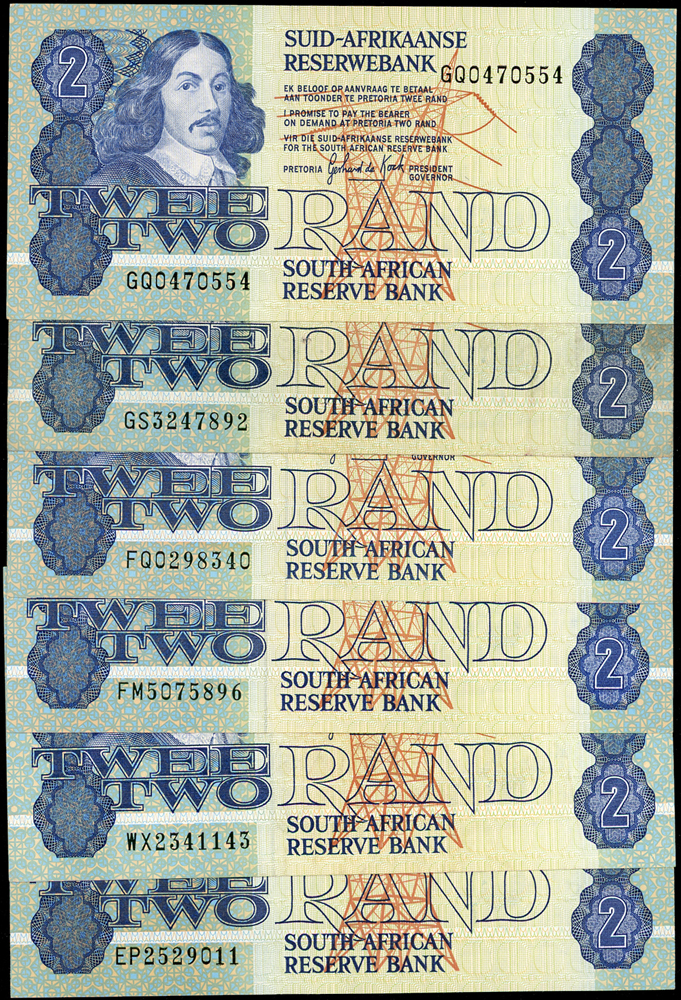 2
SUID-AFRIKAANSE
RESERWEBANK
GQ0470554
EK BELOOF OP AANVRAAG TE BETAAL
AAN TOONDER TE PRETORIA TWEE RAND
I PROMISE TO PAY THE BEARER
ON DEMAND AT PRETORIA TWO RAND
VIR DIE SUID-AFRIKAANSE RESERWEBANK
FOR THE SOUTH AFRICAN RESERVE BANK
PRETORIA Gerhard de Kock PRESIDENT
GOVERNOR
TWEE
TWO RAND
2
GQ0470554
SOUTH AFRICAN
RESERVE BANK
TWEE
TWO RAND
2
GS3247892
SOUTH AFRICAN
RESERVE BANK
GOVERNOR
TWEE
TWO RAND
2
FQ0298340
SOUTH AFRICAN
RESERVE BANK
TWEE
TWO RAND
2
FM5075896
SOUTH AFRICAN
RESERVE BANK
TWEE
TWO RAND
2
WX2341143
SOUTH AFRICAN
RESERVE BANK
TWEE
TWO RAND
2
EP2529011
SOUTH AFRICAN
RESERVE BANK